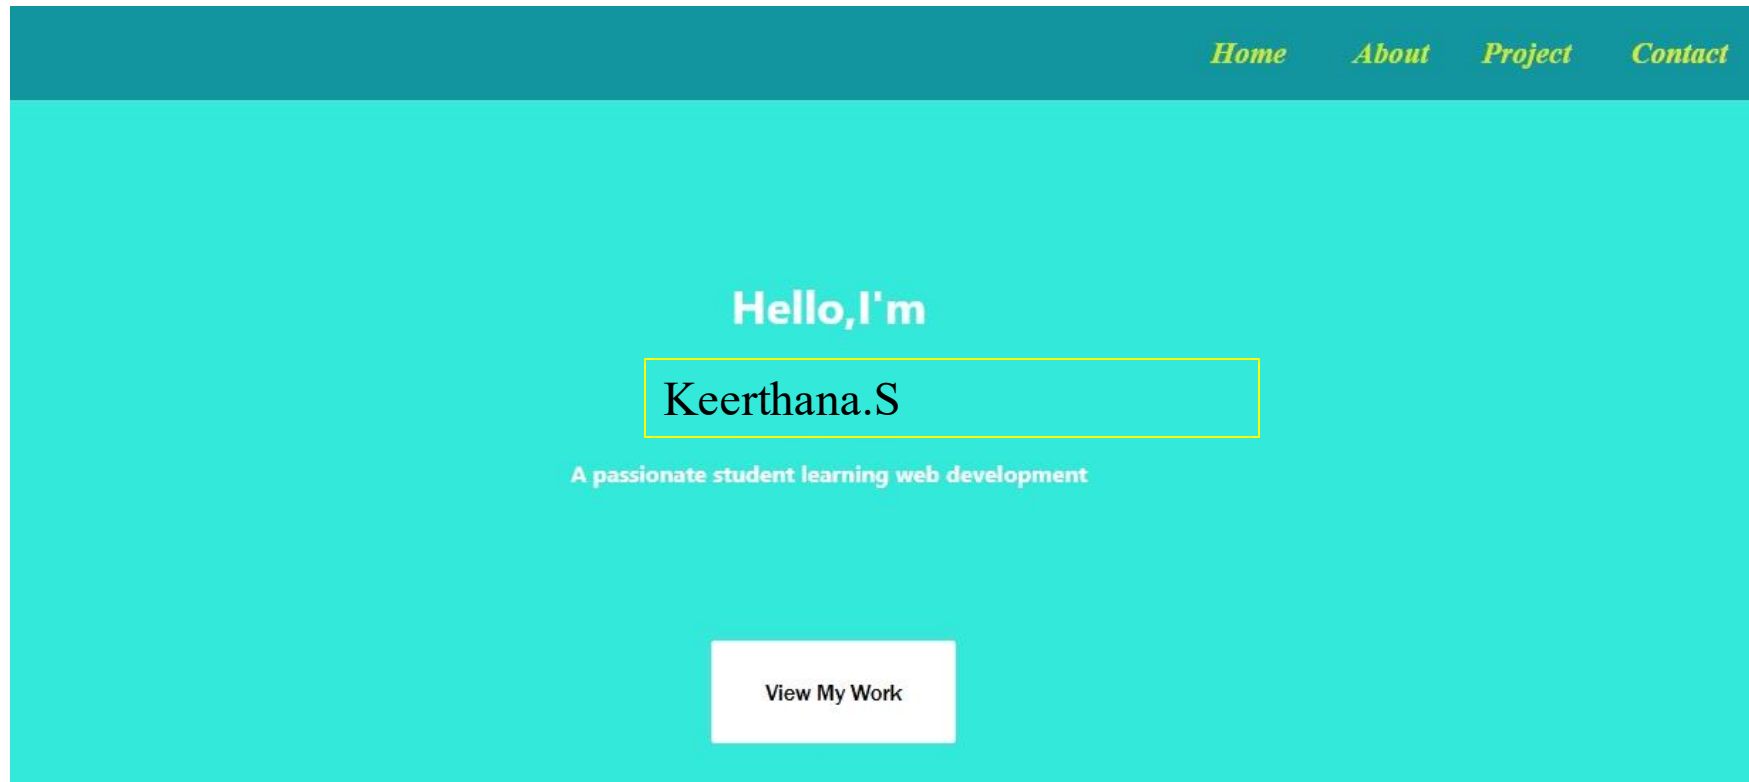 Home About Project Contact
Hello,I'm
Keerthana.S
A passionate student learning web development
View My Work